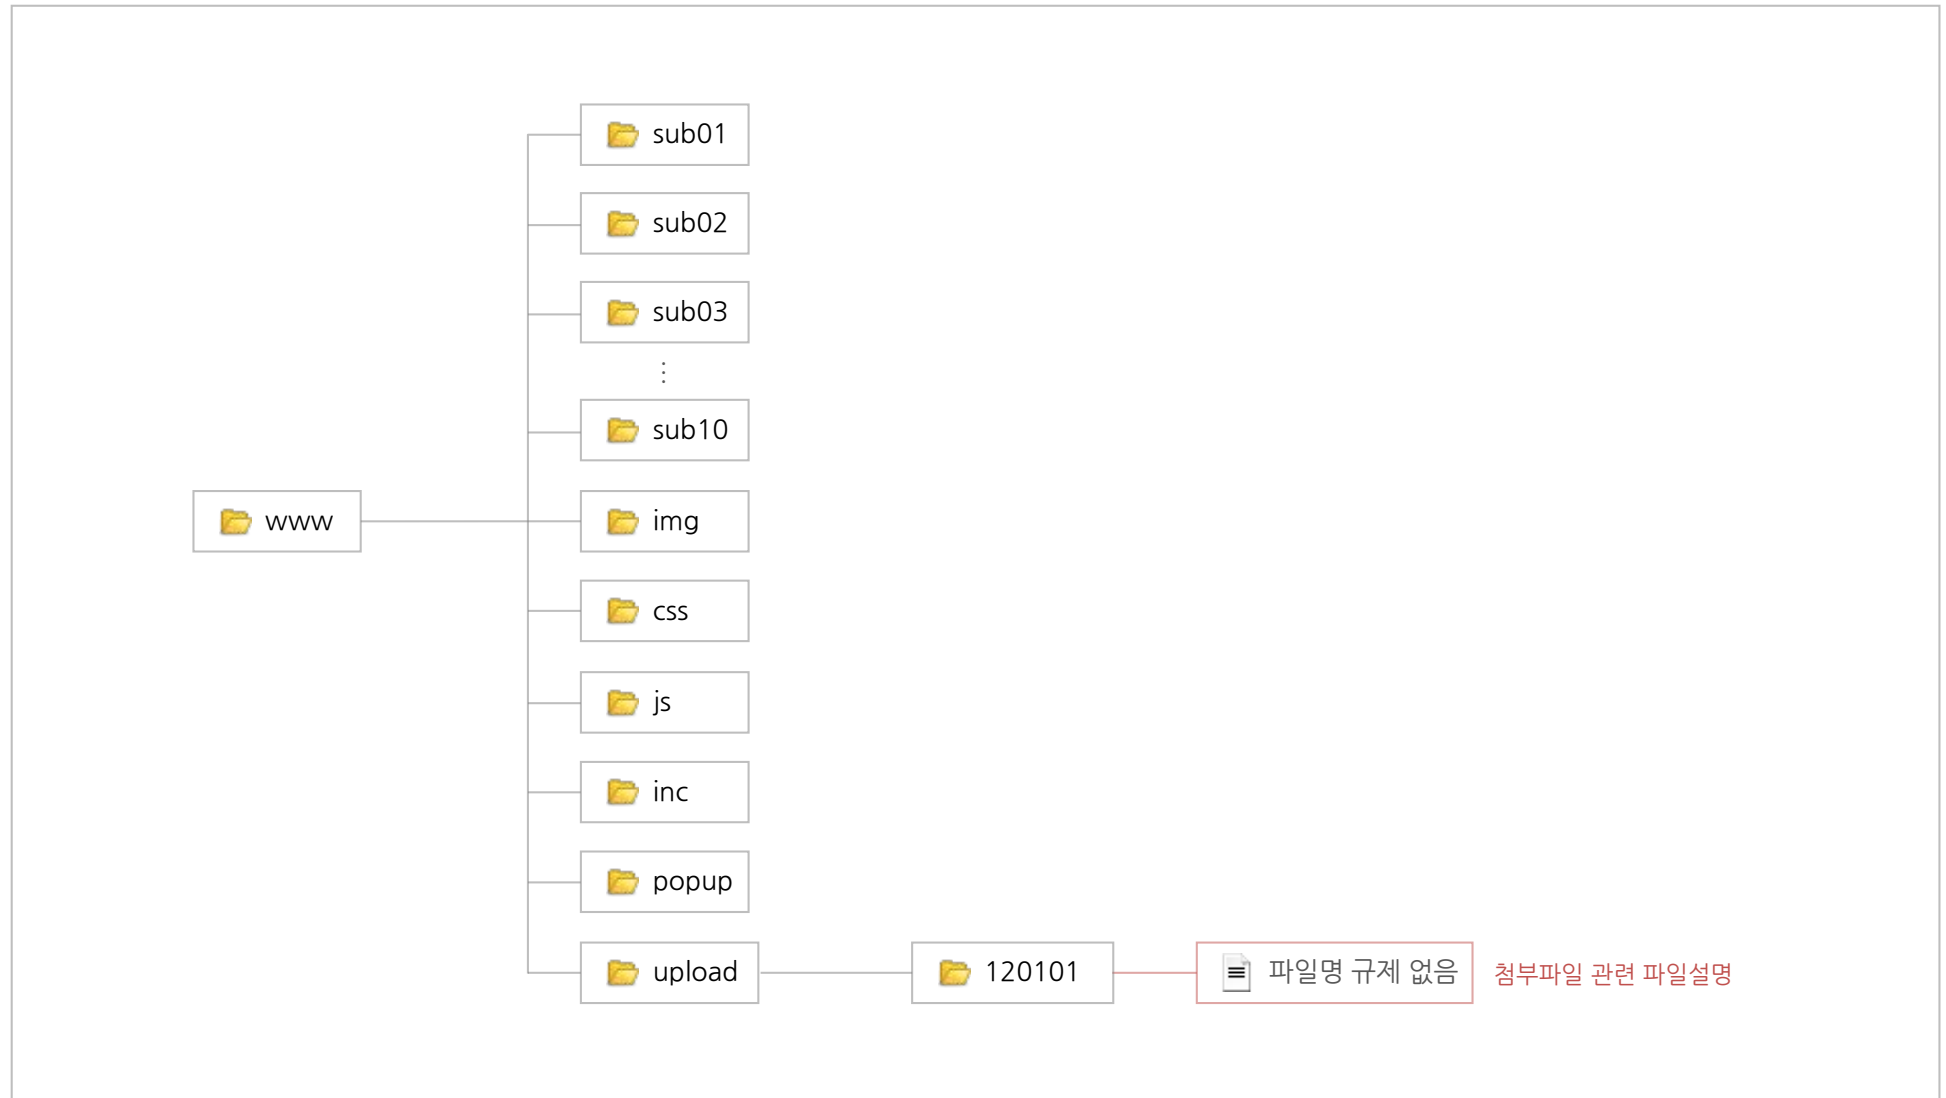 sub01
sub02
sub03
⋮
sub10
www
img
css
js
inc
popup
upload
120101
파일명 규제 없음
첨부파일 관련 파일설명